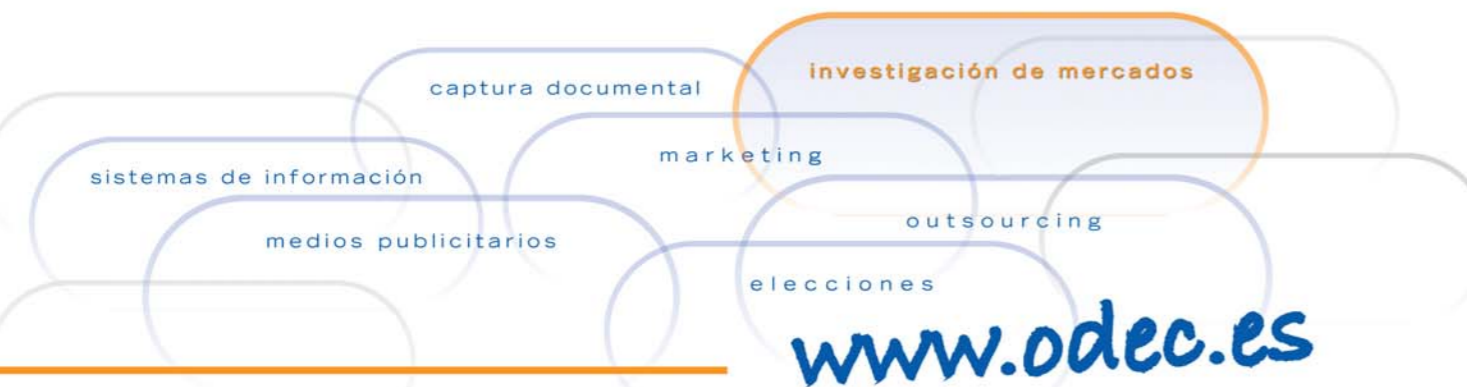 investigación de mercados
captura documental
marketing
sistemas de información
outsourcing
medios publicitarios
elecciones
www.odec.es